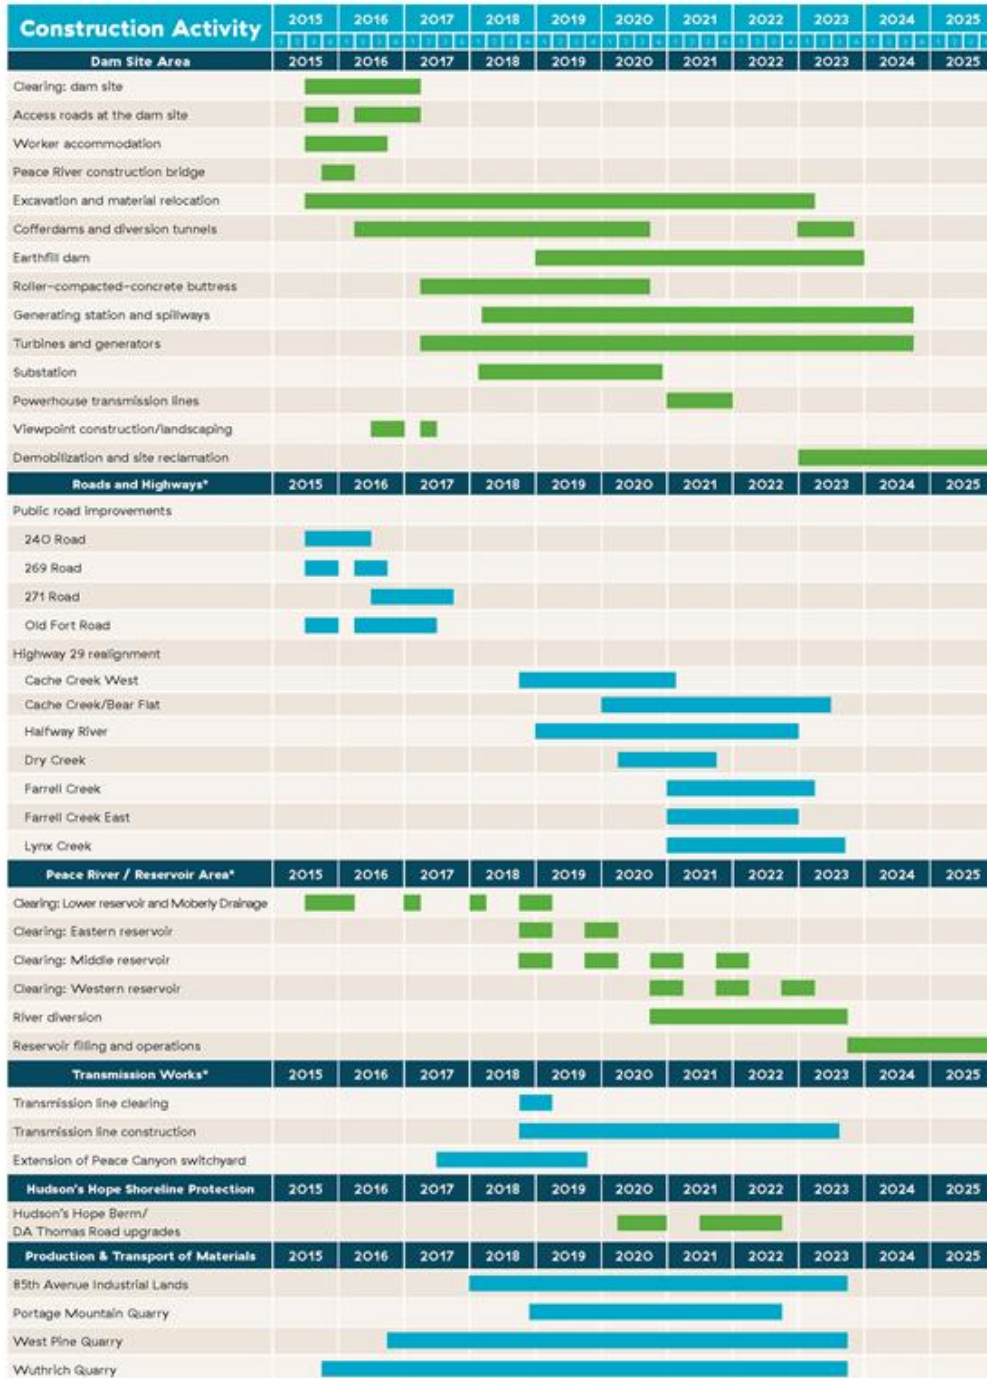 Construction Activity 2015 2016 2017 2018 2019 2020 2021 2022 2023 2024 2025
Dam Site Area 2015 2016 2017 2018 2019 2020 2021 2022 2023 2024 2025
Clearing: dam site
Access roads at the dam site
Worker accommodation
Peace River construction bridge
Excavation and material relocation
Cofferdams and diversion tunnels
Earthfill dam
Roller-compacted-concrete buttress
Generating station and spillways
Turbines and generators
Substation
Powerhouse transmission lines
Viewpoint construction/landscaping
Demobilization and site reclamation
Roads and Highways* 2015 2016 2017 2018 2019 2020 2021 2022 2023 2024 2025
Public road improvements
240 Road
269 Road
271 Road
Old Fort Road
Highway 29 realignment
Cache Creek West
Cache Creek/Bear Flat
Halfway River
Dry Creek
Farrell Creek
Farrell Creek East
Lynx Creek
Peace River / Reservoir Area* 2015 2016 2017 2018 2019 2020 2021 2022 2023 2024 2025
Clearing: Lower reservoir and Moberly Drainage
Clearing: Eastern reservoir
Clearing: Middle reservoir
Clearing: Western reservoir
River diversion
Reservoir filling and operations
Transmission Works* 2015 2016 2017 2018 2019 2020 2021 2022 2023 2024 2025
Transmission line clearing
Transmission line construction
Extension of Peace Canyon switchyard
Hudson's Hope Shoreline Protection 2015 2016 2017 2018 2019 2020 2021 2022 2023 2024 2025
Hudson's Hope Berm/
DA Thomas Road upgrades
Production & Transport of Materials 2015 2016 2017 2018 2019 2020 2021 2022 2023 2024 2025
85th Avenue Industrial Lands
Portage Mountain Quarry
West Pine Quarry
Wuthrich Quarry